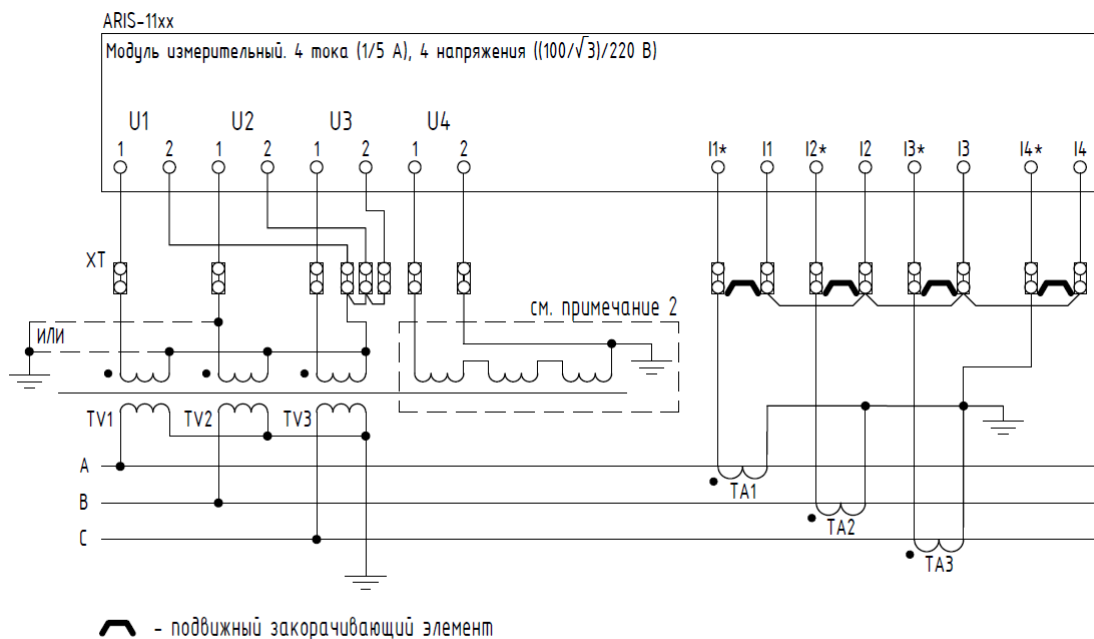 ARIS-11xx
Модуль измерительный. 4 тока (1/5 А), 4 напряжения ((100/√3)/220 В)
U1 U2 U3 U4
1 2 1 2 1 2 1 2 I1* I1 I2* I2 I3* I3 I4* I4
XT
см. примечание 2
ИЛИ
TV1 TV2 TV3
A
TA1
B
TA2
C
TA3
- подвижный закорачивающий элемент